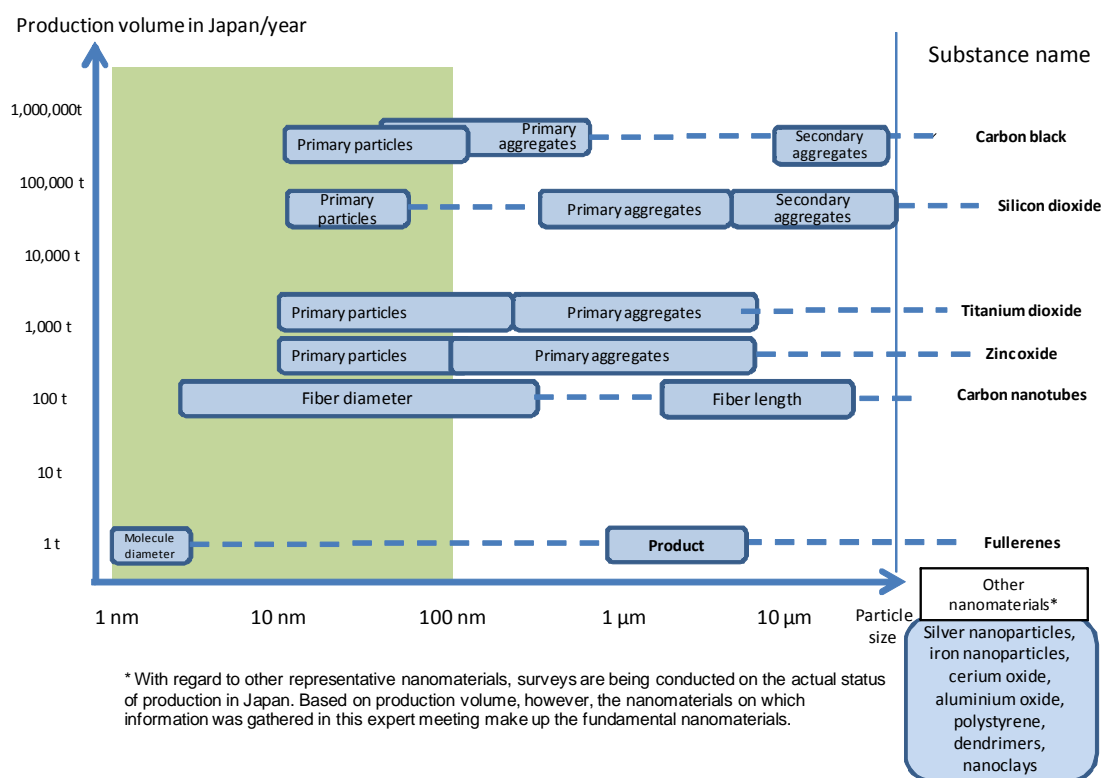 Production volume in Japan/year
Substance name
1,000,000t
Primary particles
Primary
aggregates
Secondary
aggregates
Carbon black
100,000 t
Primary
particles
Primary aggregates
Secondary
aggregates
Silicon dioxide
10,000 t
Primary particles
Primary aggregates
Titanium dioxide
1,000 t
Primary particles
Primary aggregates
Zinc oxide
100 t
Fiber diameter
Fiber length
Carbon nanotubes
10 t
1 t
Molecule
diameter
Product
Fullerenes
1 nm
10 nm
100 nm
1 μm
10 μm
Particle
size
Other
nanomaterials*
Silver nanoparticles,
iron nanoparticles,
cerium oxide,
aluminium oxide,
polystyrene,
dendrimers,
nanoclays
* With regard to other representative nanomaterials, surveys are being conducted on the actual status
of production in Japan. Based on production volume, however, the nanomaterials on which
information was gathered in this expert meeting make up the fundamental nanomaterials.